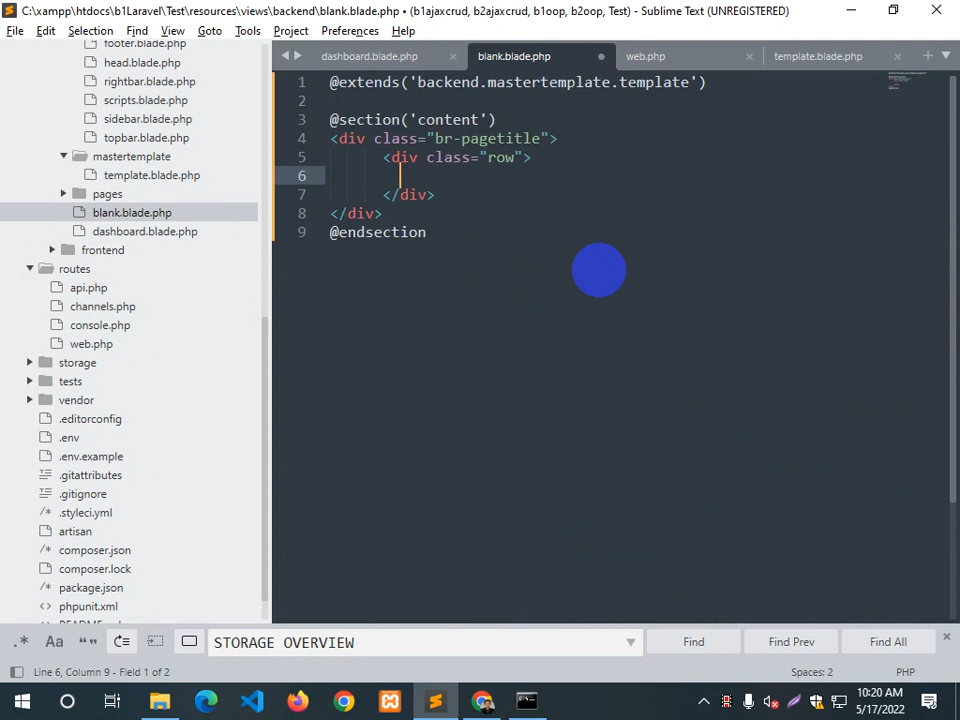 C:\xampp\htdocs\b1Laravel\Test\resources\views\backend\blank.blade.php • (b1ajaxcrud, b2ajaxcrud, b1oop, b2oop, Test) - Sublime Text (UNREGISTERED)
File Edit Selection Find View Goto Tools Project Preferences Help
footer.blade.php
head.blade.php
rightbar.blade.php
scripts.blade.php
sidebar.blade.php
topbar.blade.php
mastertemplate
template.blade.php
pages
blank.blade.php
dashboard.blade.php
frontend
routes
api.php
channels.php
console.php
web.php
storage
tests
vendor
.editorconfig
.env
.env.example
.gitattributes
.gitignore
.styleci.yml
artisan
composer.json
composer.lock
package.json
phpunit.xml
dashboard.blade.php blank.blade.php web.php template.blade.php
1 @extends('backend.mastertemplate.template')
2
3 @section('content')
4 <div class="br-pagetitle">
5 <div class="row">
6
7 </div>
8 </div>
9 @endsection
.* Aa “ ” STORAGE OVERVIEW Find Find Prev Find All
Line 6, Column 9 - Field 1 of 2 Spaces: 2 PHP
10:20 AM
5/17/2022